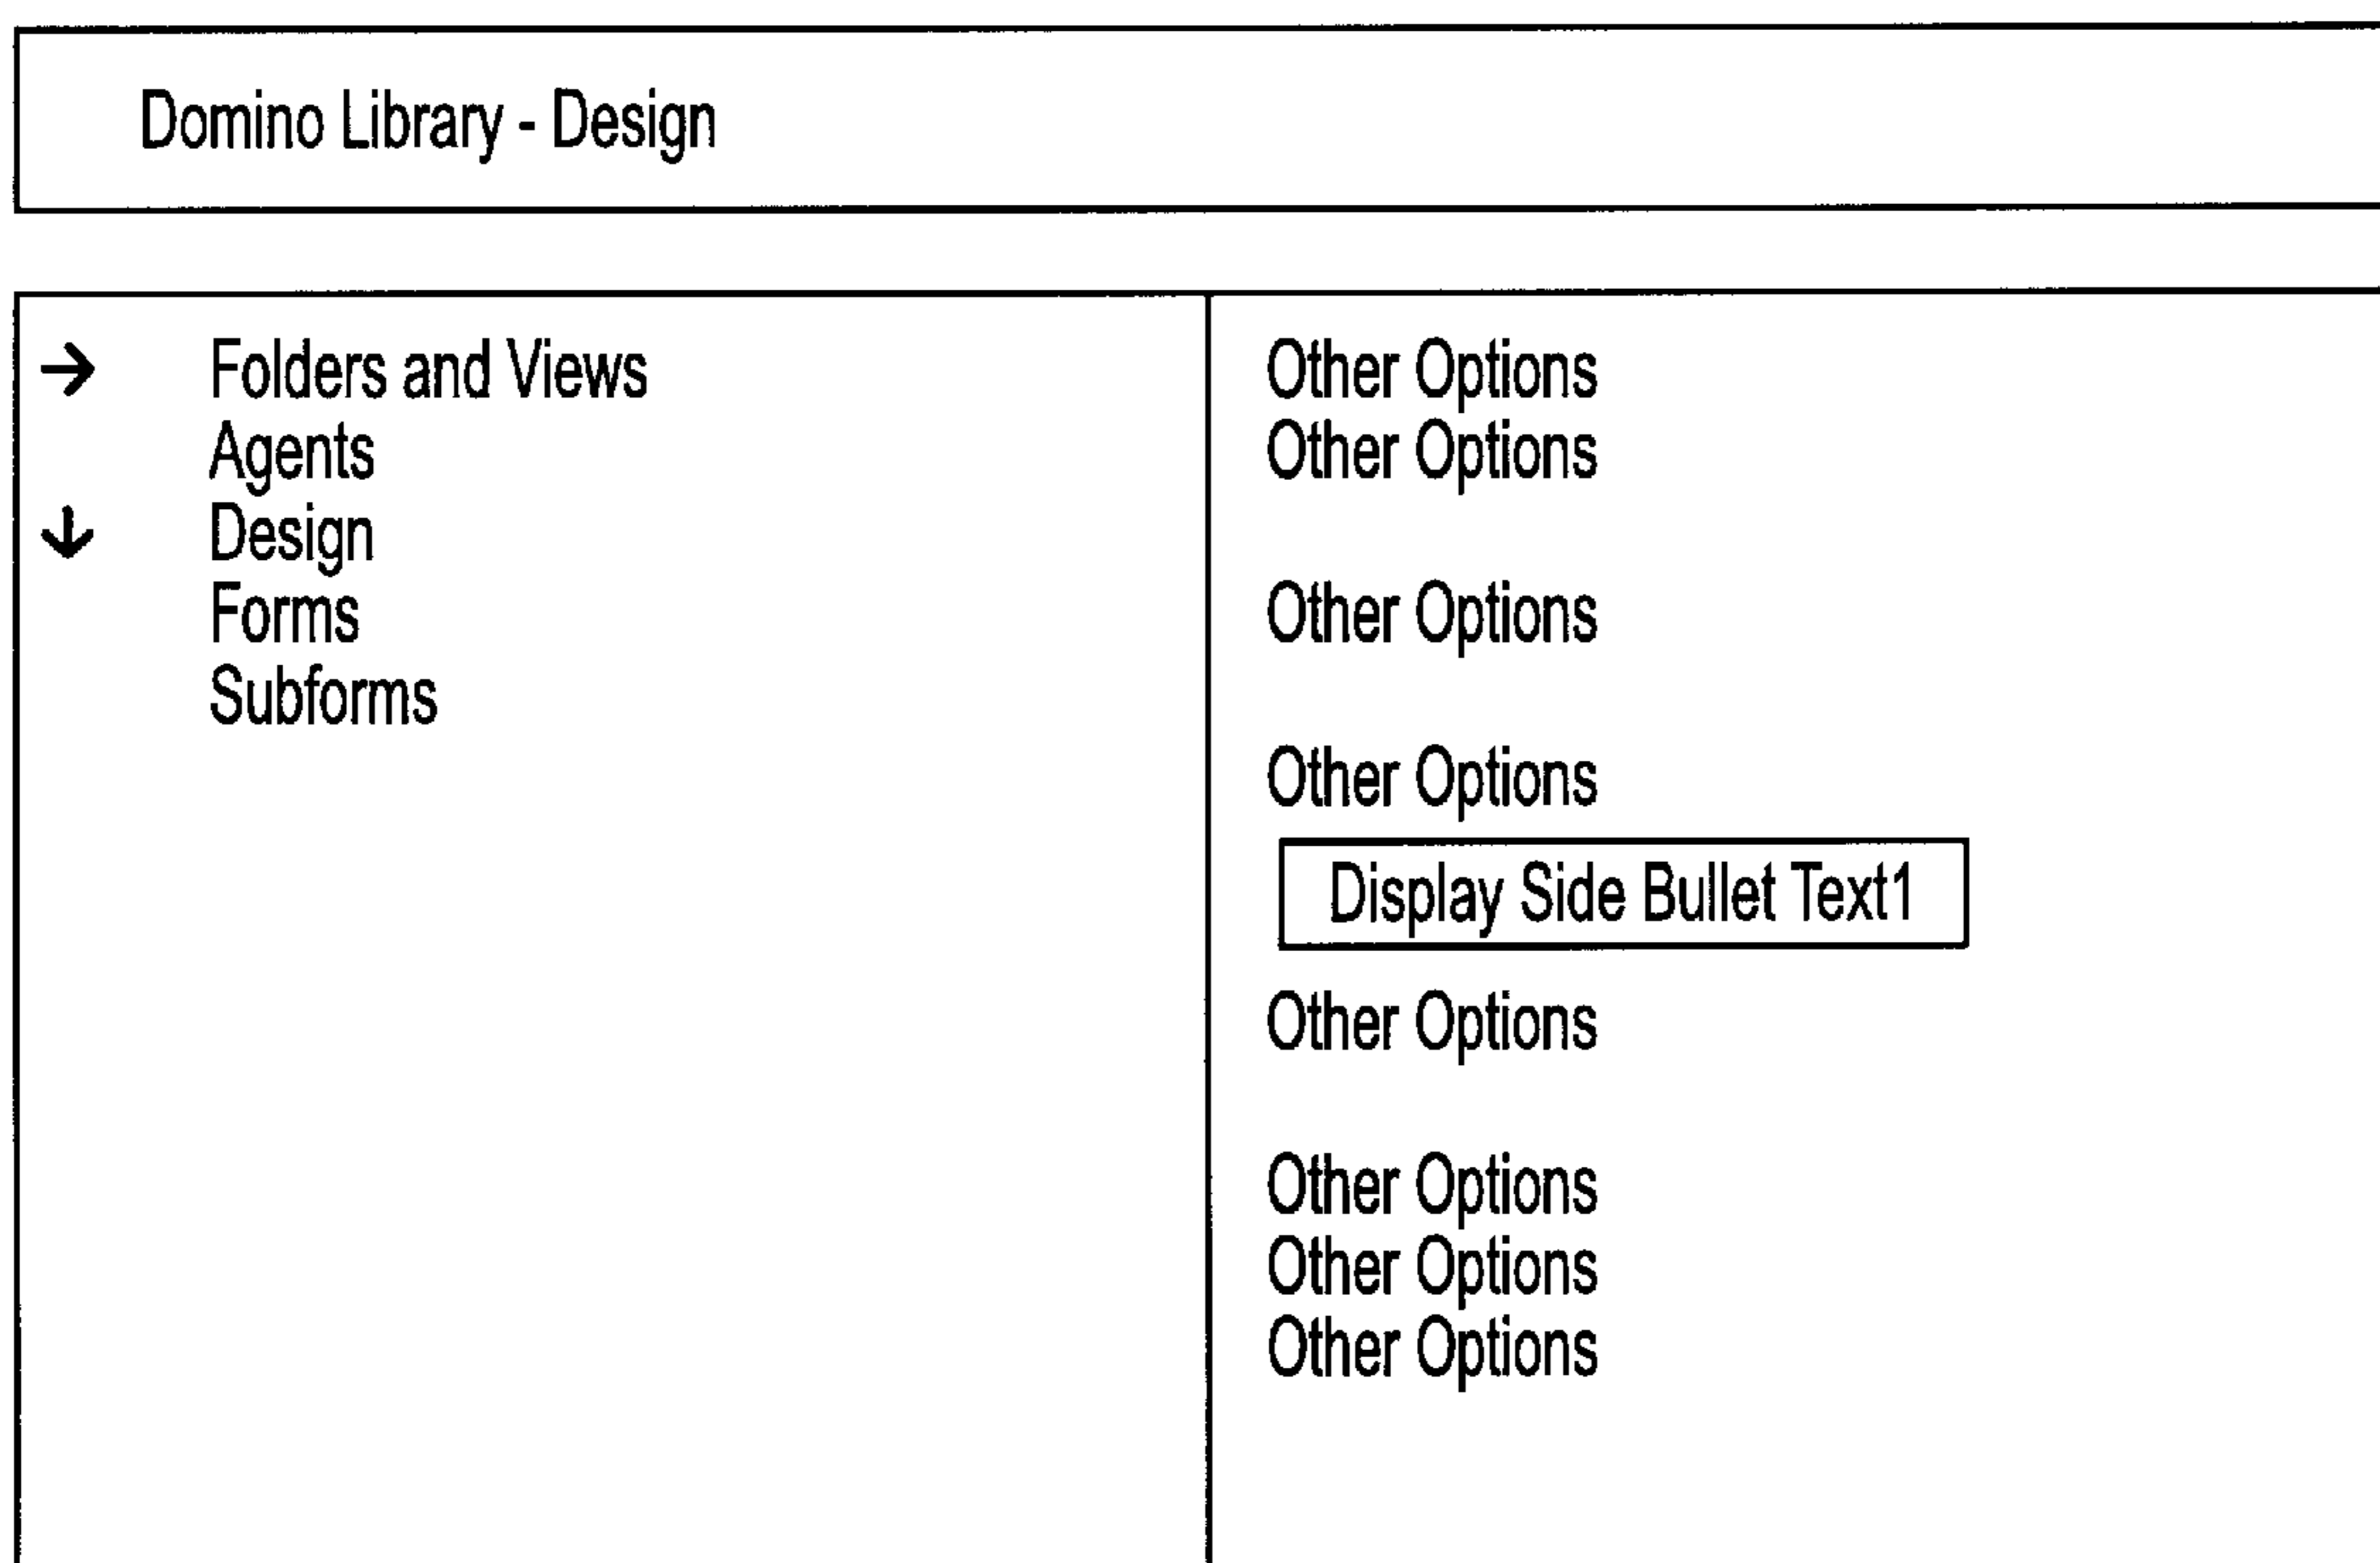 Domino Library - Design
→ Folders and Views
Agents
↓ Design
Forms
Subforms
Other Options
Other Options
Other Options
Other Options
Display Side Bullet Text1
Other Options
Other Options
Other Options
Other Options